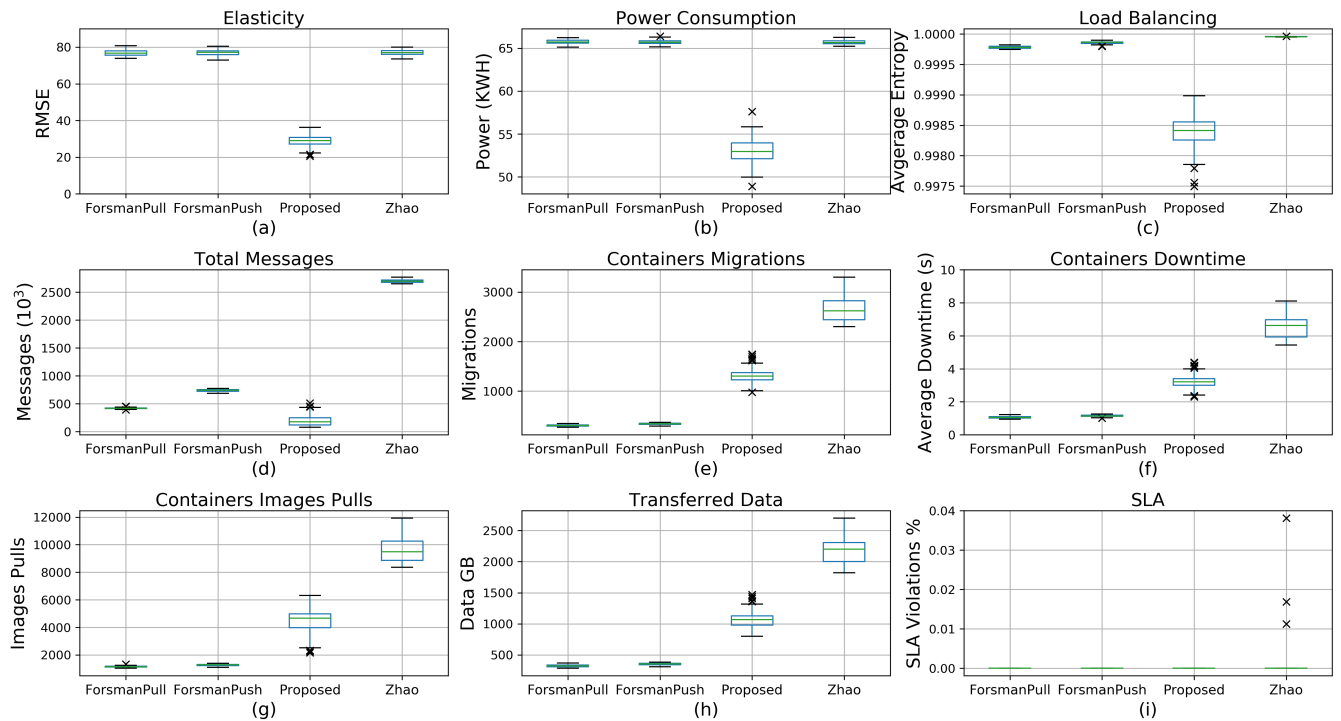 Elasticity
RMSE
80
60
40
20
0
ForsmanPull ForsmanPush Proposed Zhao
(a)
Power Consumption
Power (KWH)
65
60
55
50
ForsmanPull ForsmanPush Proposed Zhao
(b)
Load Balancing
Avgerage Entropy
1.0000
0.9995
0.9990
0.9985
0.9980
0.9975
ForsmanPull ForsmanPush Proposed Zhao
(c)
Total Messages
Messages (10³)
2500
2000
1500
1000
500
0
ForsmanPull ForsmanPush Proposed Zhao
(d)
Containers Migrations
Migrations
3000
2000
1000
ForsmanPull ForsmanPush Proposed Zhao
(e)
Containers Downtime
Average Downtime (s)
10
8
6
4
2
0
ForsmanPull ForsmanPush Proposed Zhao
(f)
Containers Images Pulls
Images Pulls
12000
10000
8000
6000
4000
2000
ForsmanPull ForsmanPush Proposed Zhao
(g)
Transferred Data
Data GB
2500
2000
1500
1000
500
ForsmanPull ForsmanPush Proposed Zhao
(h)
SLA
SLA Violations %
0.04
0.03
0.02
0.01
0.00
ForsmanPull ForsmanPush Proposed Zhao
(i)